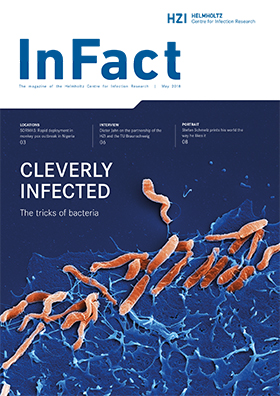 HZI HELMHOLTZ
Centre for Infection Research
InFact
The magazine of the Helmholtz Centre for Infection Research | May 2018
LOCATIONS
SORMAS: Rapid deployment in
monkey pox outbreak in Nigeria
03
INTERVIEW
Dieter Jahn on the partnership of the
HZI and the TU Braunschweig
06
PORTRAIT
Stefan Schmidt prints his world the
way he likes it
08
CLEVERLY
INFECTED
The tricks of bacteria